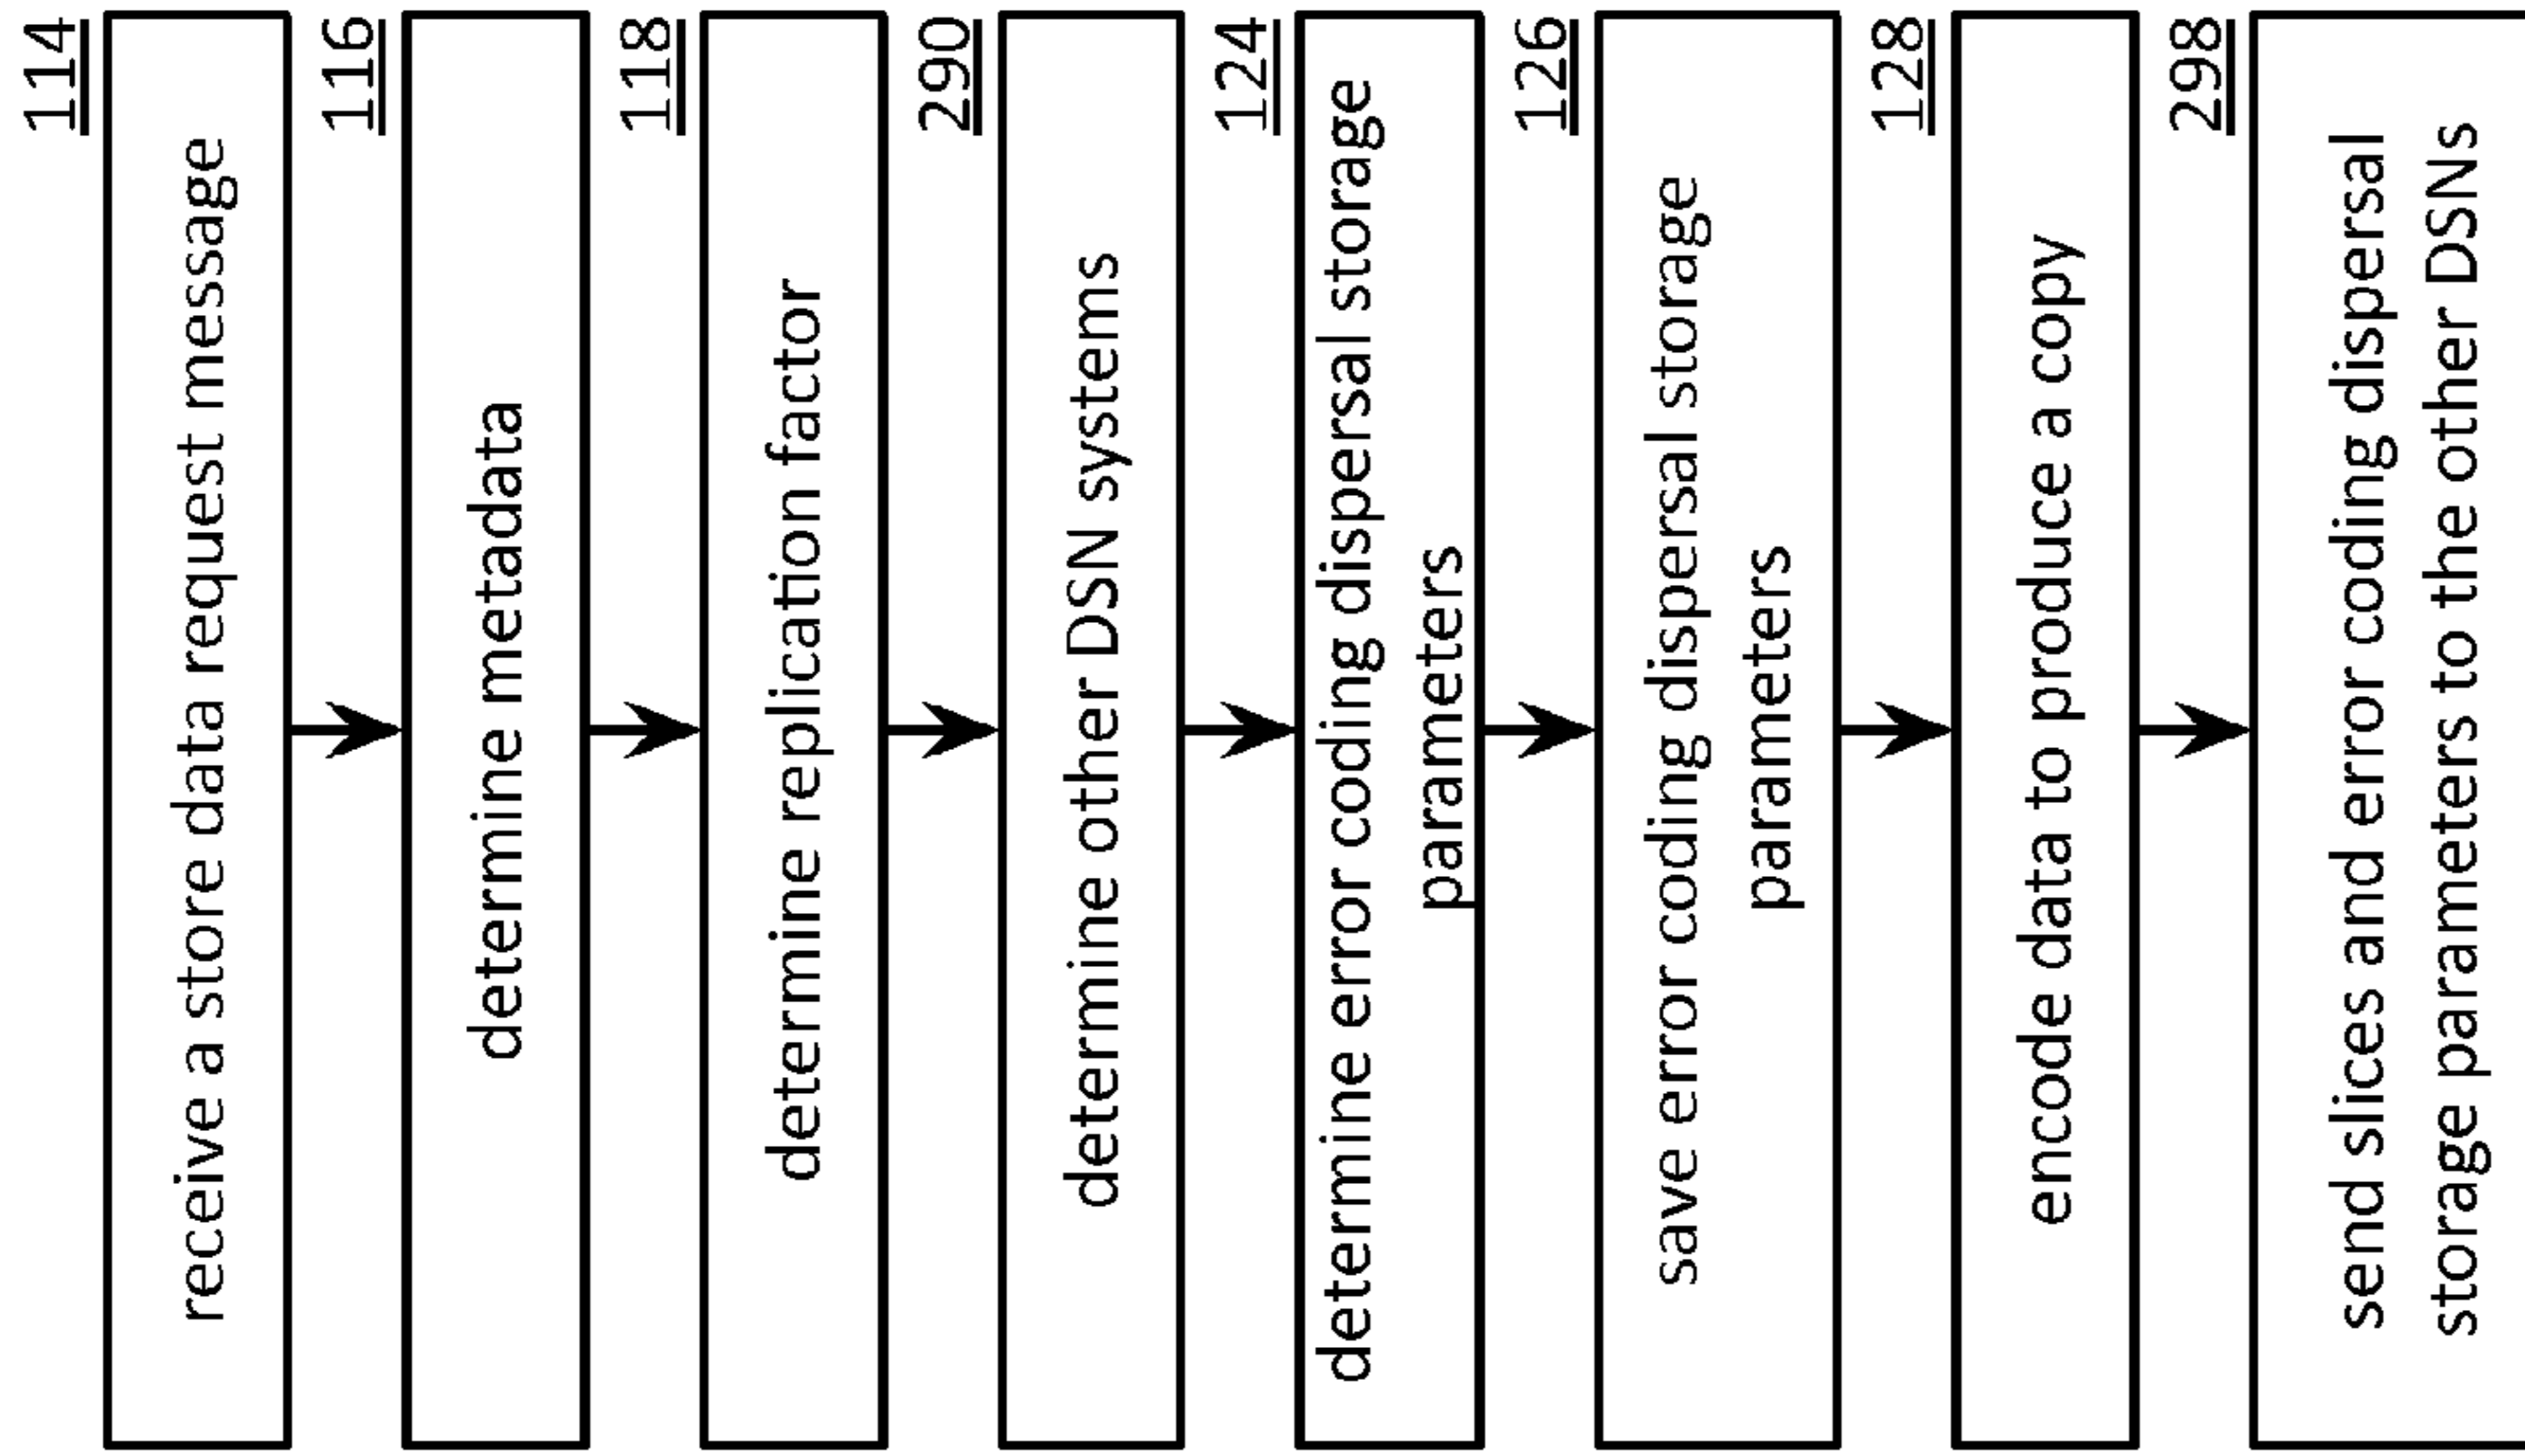 114
receive a store data request message
116
determine metadata
118
determine replication factor
290
determine other DSN systems
124
determine error coding dispersal storage
parameters
126
save error coding dispersal storage
parameters
128
encode data to produce a copy
298
send slices and error coding dispersal
storage parameters to the other DSNs